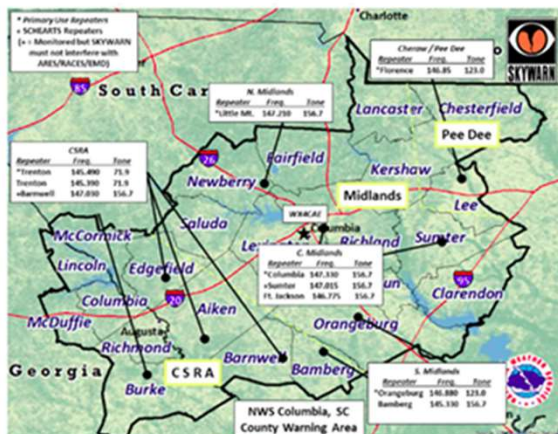 * Primary Use Repeaters
+ SCHEARTS Repeaters
(+ = Monitored but SKYWARN
must not interfere with
ARES/RACES/EMD)
Charlotte
Cheraw / Pee Dee
Repeater Freq. Tone
*Florence 146.85 123.0
SKYWARN
85
South Car
N. Midlands
Repeater Freq. Tone
*Little Mt. 147.210 156.7
Lancaster
Chesterfield
Pee Dee
CSRA
Repeater Freq. Tone
*Trenton 145.490 71.9
Trenton 145.390 71.9
+Barnwell 147.030 156.7
26
Fairfield
Newberry
Kershaw
Lee
Midlands
WX4CAE
Columbia
Saluda
Richland
Sumter
McCormick
Lincoln
Edgefield
C. Midlands
Repeater Freq. Tone
*Columbia 147.330 156.7
+Sumter 147.015 156.7
Ft. Jackson 146.775 156.7
95
Clarendon
Columbia
20
Aiken
McDuffie
Augusta
Richmond
Orangeburg
Georgia
CSRA
Barnwell
Bamberg
Burke
S. Midlands
Repeater Freq. Tone
*Orangeburg 146.880 123.0
Bamberg 145.330 156.7
NWS Columbia, SC
County Warning Area